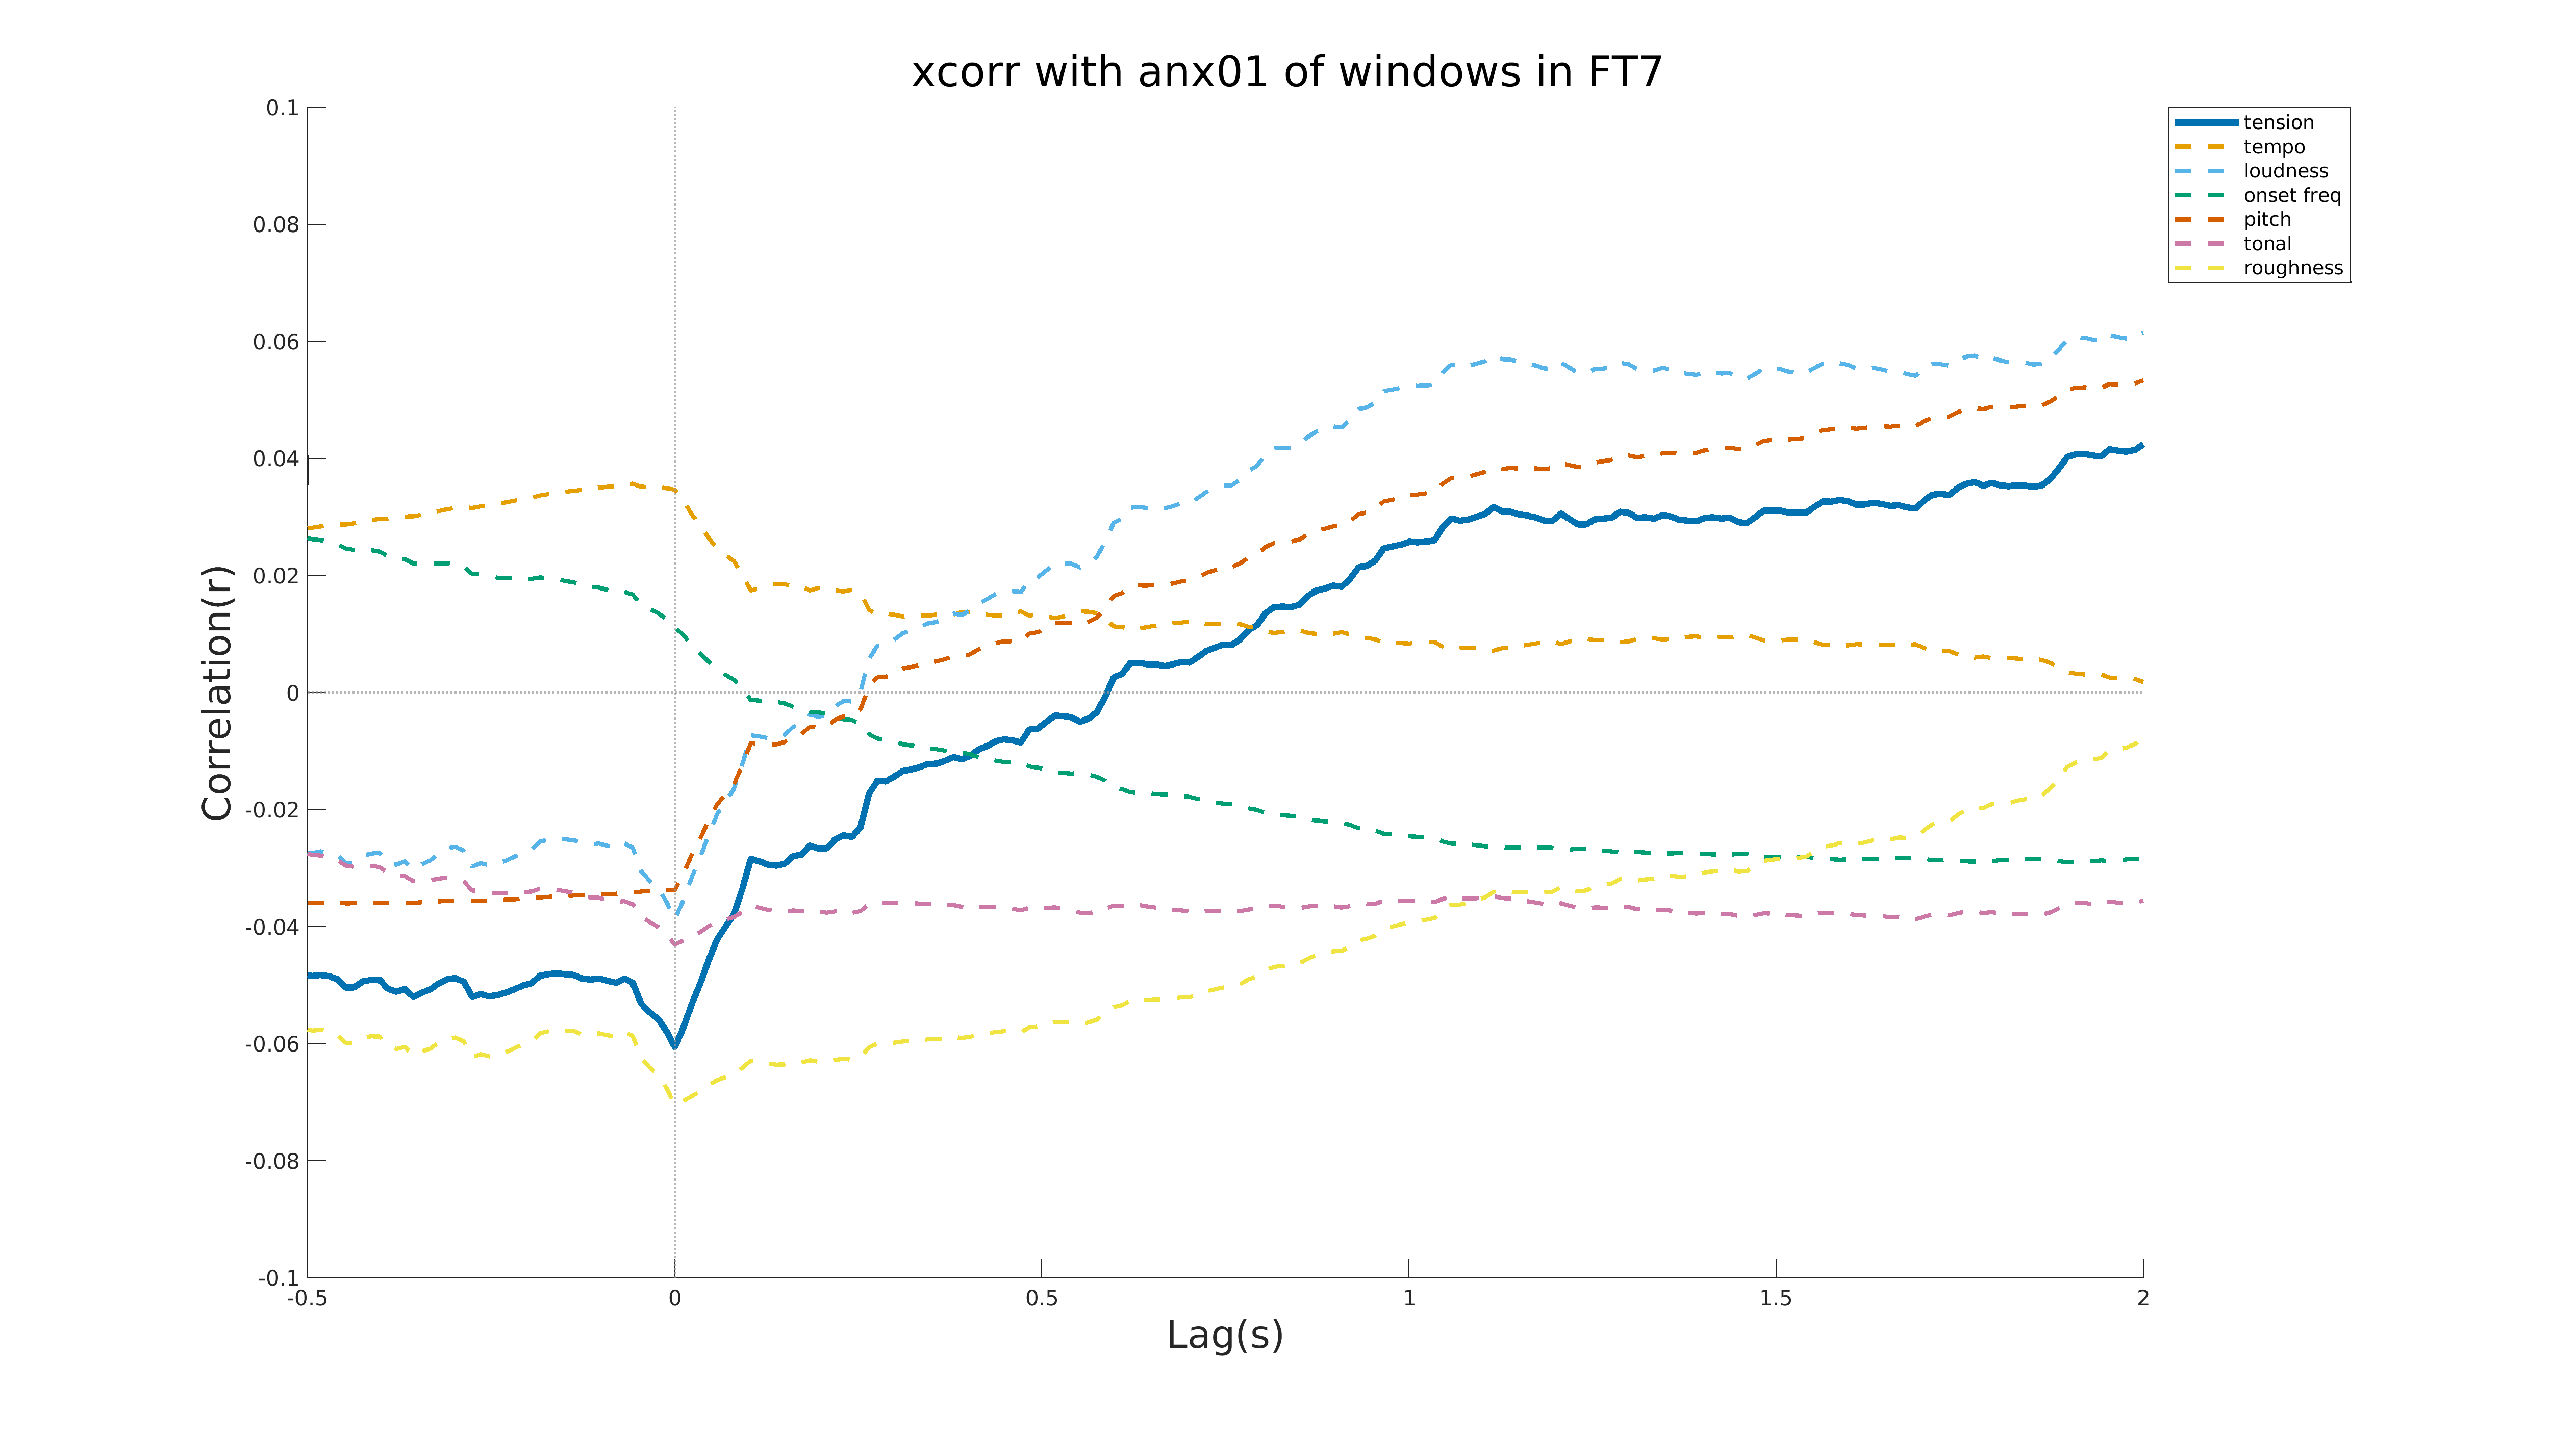 xcorr with anx01 of windows in FT7
0.1
0.08
0.06
0.04
0.02
0
-0.02
-0.04
-0.06
-0.08
-0.1
Correlation(r)
-0.5 0 0.5 1 1.5 2
Lag(s)
tension
tempo
loudness
onset freq
pitch
tonal
roughness